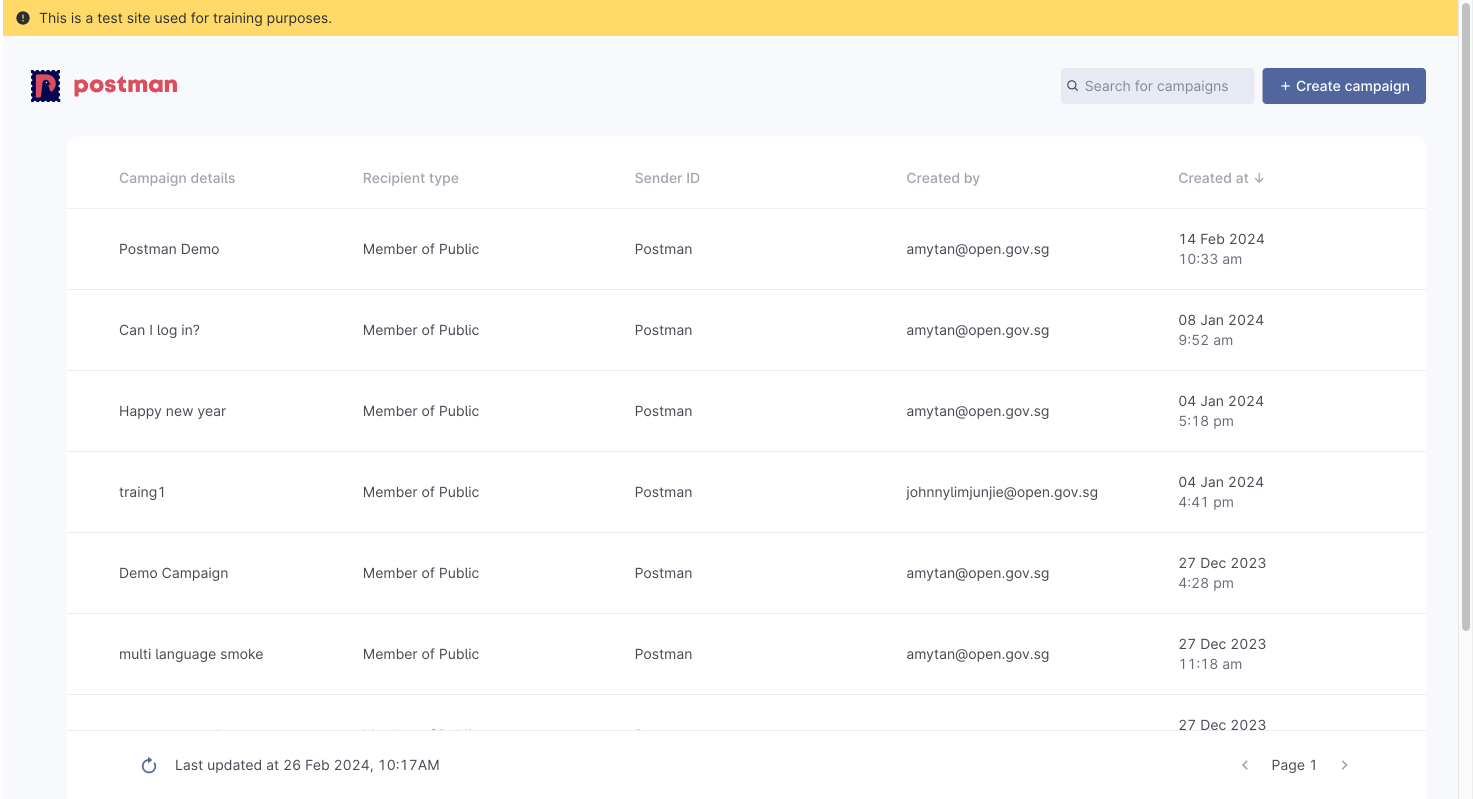 This is a test site used for training purposes.
postman
Search for campaigns
+ Create campaign
Campaign details Recipient type Sender ID Created by Created at ↓
Postman Demo Member of Public Postman amytan@open.gov.sg 14 Feb 2024
10:33 am
Can I log in? Member of Public Postman amytan@open.gov.sg 08 Jan 2024
9:52 am
Happy new year Member of Public Postman amytan@open.gov.sg 04 Jan 2024
5:18 pm
traing1 Member of Public Postman johnnylimjunjie@open.gov.sg 04 Jan 2024
4:41 pm
Demo Campaign Member of Public Postman amytan@open.gov.sg 27 Dec 2023
4:28 pm
multi language smoke Member of Public Postman amytan@open.gov.sg 27 Dec 2023
11:18 am
27 Dec 2023
Last updated at 26 Feb 2024, 10:17AM
Page 1